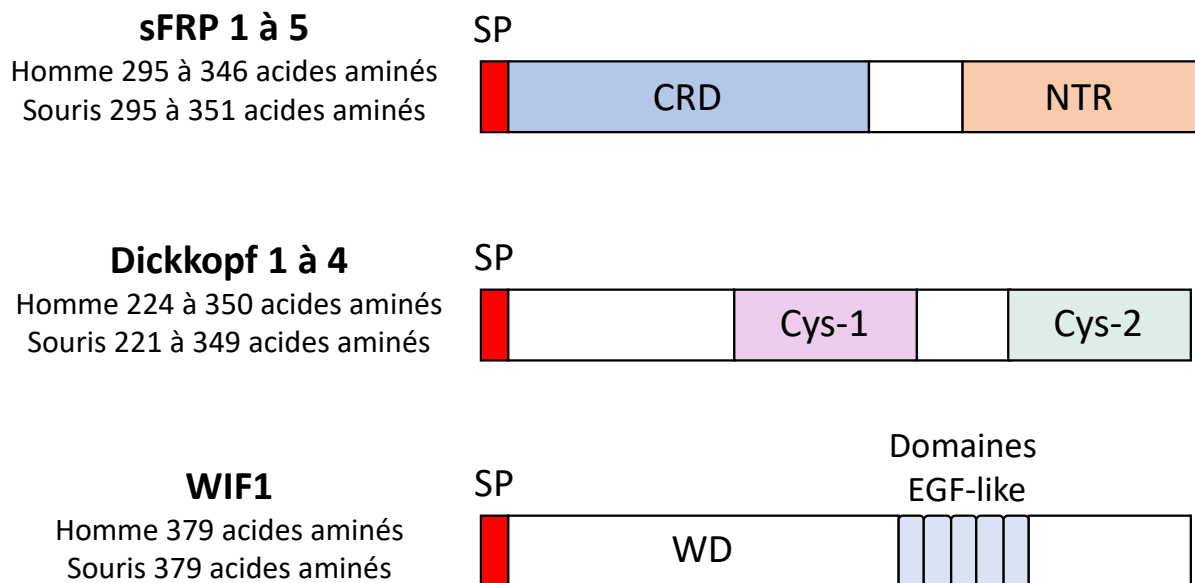 sFRP 1 à 5
Homme 295 à 346 acides aminés
Souris 295 à 351 acides aminés
SP
CRD
NTR
Dickkopf 1 à 4
Homme 224 à 350 acides aminés
Souris 221 à 349 acides aminés
SP
Cys-1
Cys-2
WIF1
Homme 379 acides aminés
Souris 379 acides aminés
SP
WD
Domaines
EGF-like